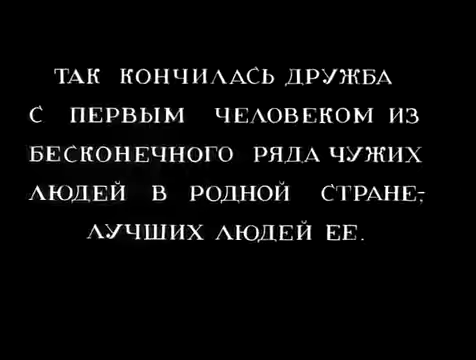 ТАК КОНЧИЛАСЬ ДРУЖБА
С ПЕРВЫМ ЧЕЛОВЕКОМ ИЗ
БЕСКОНЕЧНОГО РЯДА ЧУЖИХ
ЛЮДЕЙ В РОДНОЙ СТРАНЕ-
ЛУЧШИХ ЛЮДЕЙ ЕЕ.